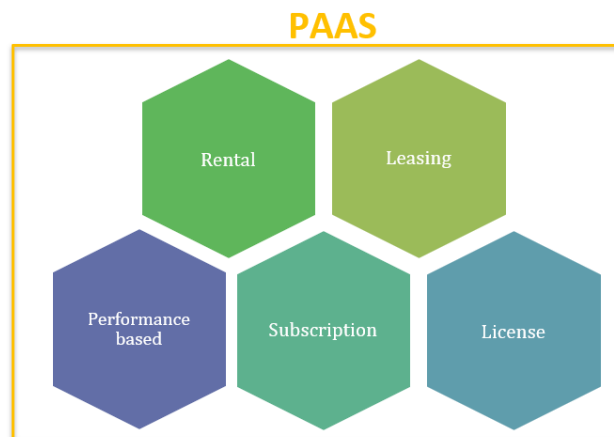 PAAS
Rental
Leasing
Performance
based
Subscription
License